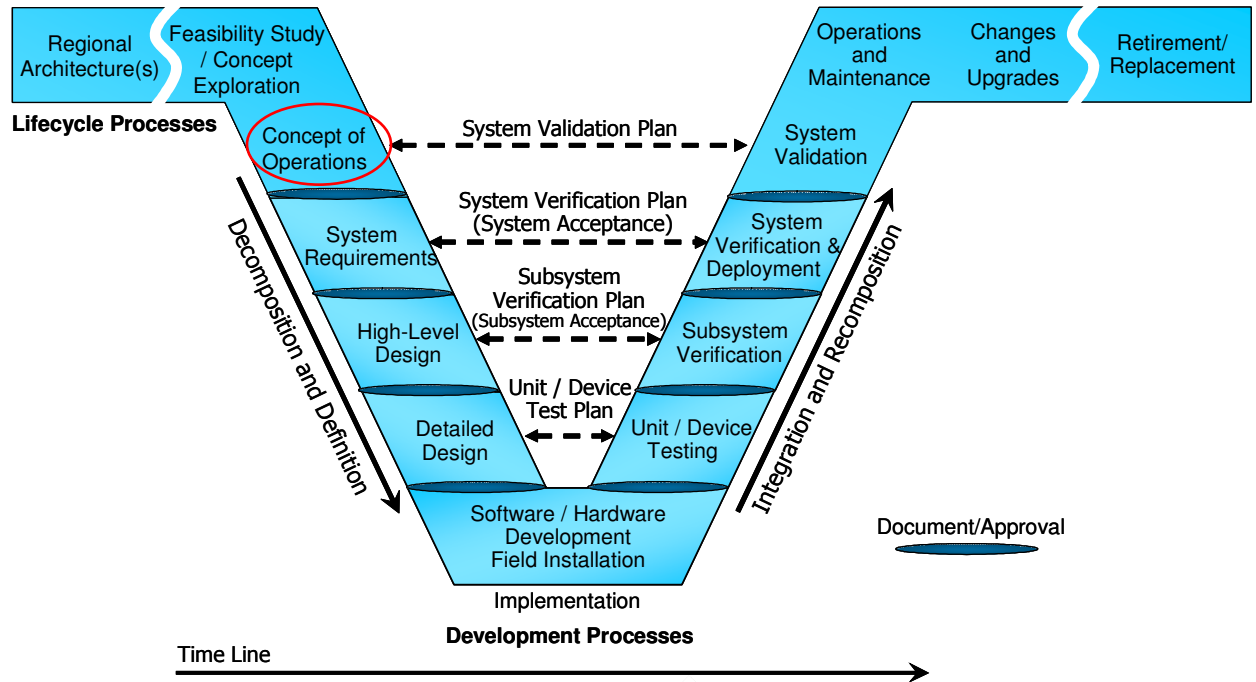 Regional
Architecture(s)
Feasibility Study
/ Concept
Exploration
Operations
and
Maintenance
Changes
and
Upgrades
Retirement/
Replacement
Lifecycle Processes
Concept of
Operations
System Validation Plan
System
Validation
System Verification Plan
(System Acceptance)
System
Requirements
System
Verification &
Deployment
Subsystem
Verification Plan
(Subsystem Acceptance)
High-Level
Design
Subsystem
Verification
Unit / Device
Test Plan
Detailed
Design
Unit / Device
Testing
Decomposition and Definition
Integration and Recomposition
Software / Hardware
Development
Field Installation
Document/Approval
Implementation
Development Processes
Time Line